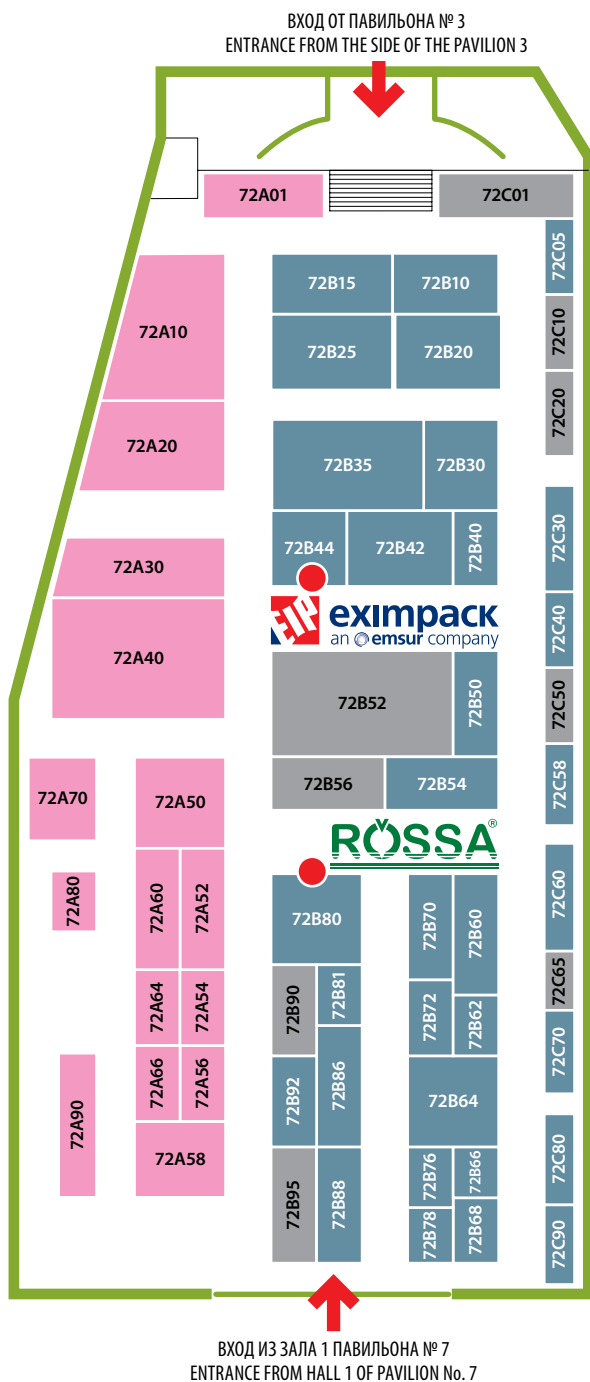 ВХОД ОТ ПАВИЛЬОНА № 3
ENTRANCE FROM THE SIDE OF THE PAVILION 3
72A01
72C01
72C05
72B15
72B10
72A10
72C10
72B25
72B20
72C20
72A20
72B35
72B30
72C30
72B44
72B42
72B40
72A30
EIP
eximpack
an emsur company
72C40
72A40
72B52
72B50
72C50
72B56
72B54
72C58
72A70
72A50
RÖSSA®
72A80
72A60
72A52
72B80
72B70
72B60
72C60
72A64
72A54
72B90
72B81
72B72
72B62
72C65
72C70
72A66
72A56
72B92
72B86
72B64
72A90
72A58
72B95
72B88
72B76
72B66
72C80
72B78
72B68
72C90
ВХОД ИЗ ЗАЛА 1 ПАВИЛЬОНА № 7
ENTRANCE FROM HALL 1 OF PAVILION No. 7